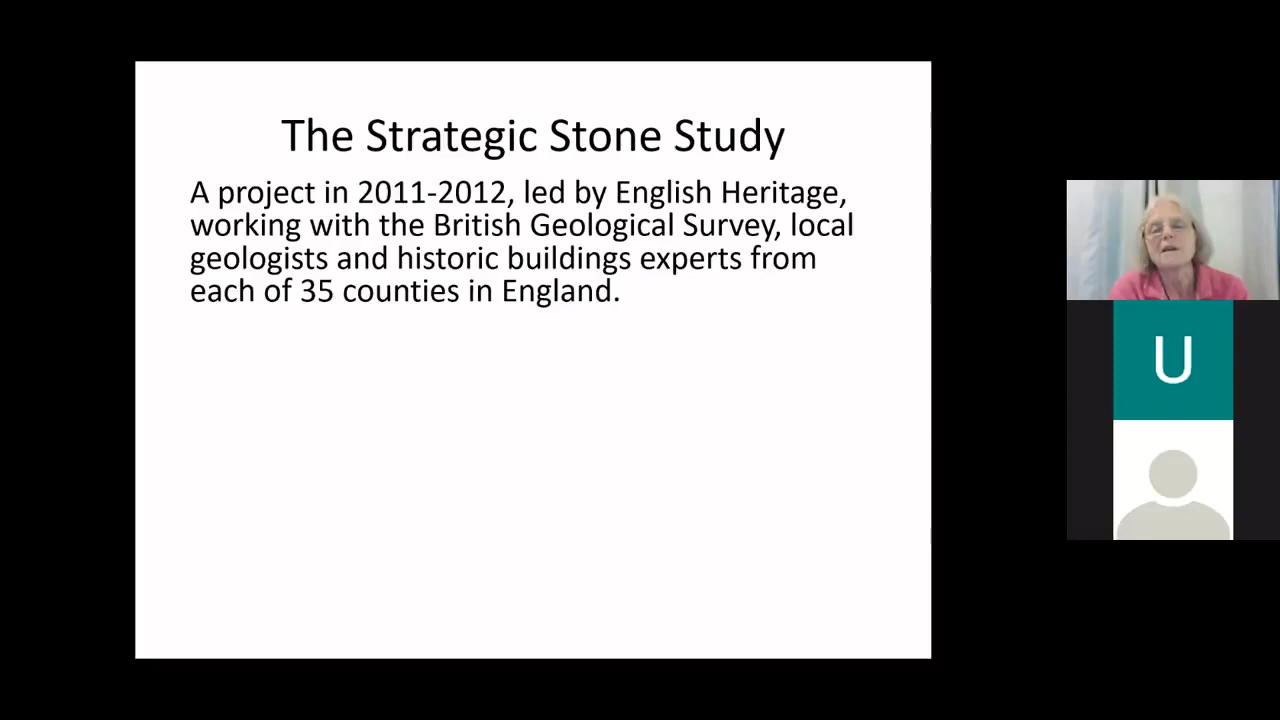 The Strategic Stone Study
A project in 2011-2012, led by English Heritage,
working with the British Geological Survey, local
geologists and historic buildings experts from
each of 35 counties in England.
U